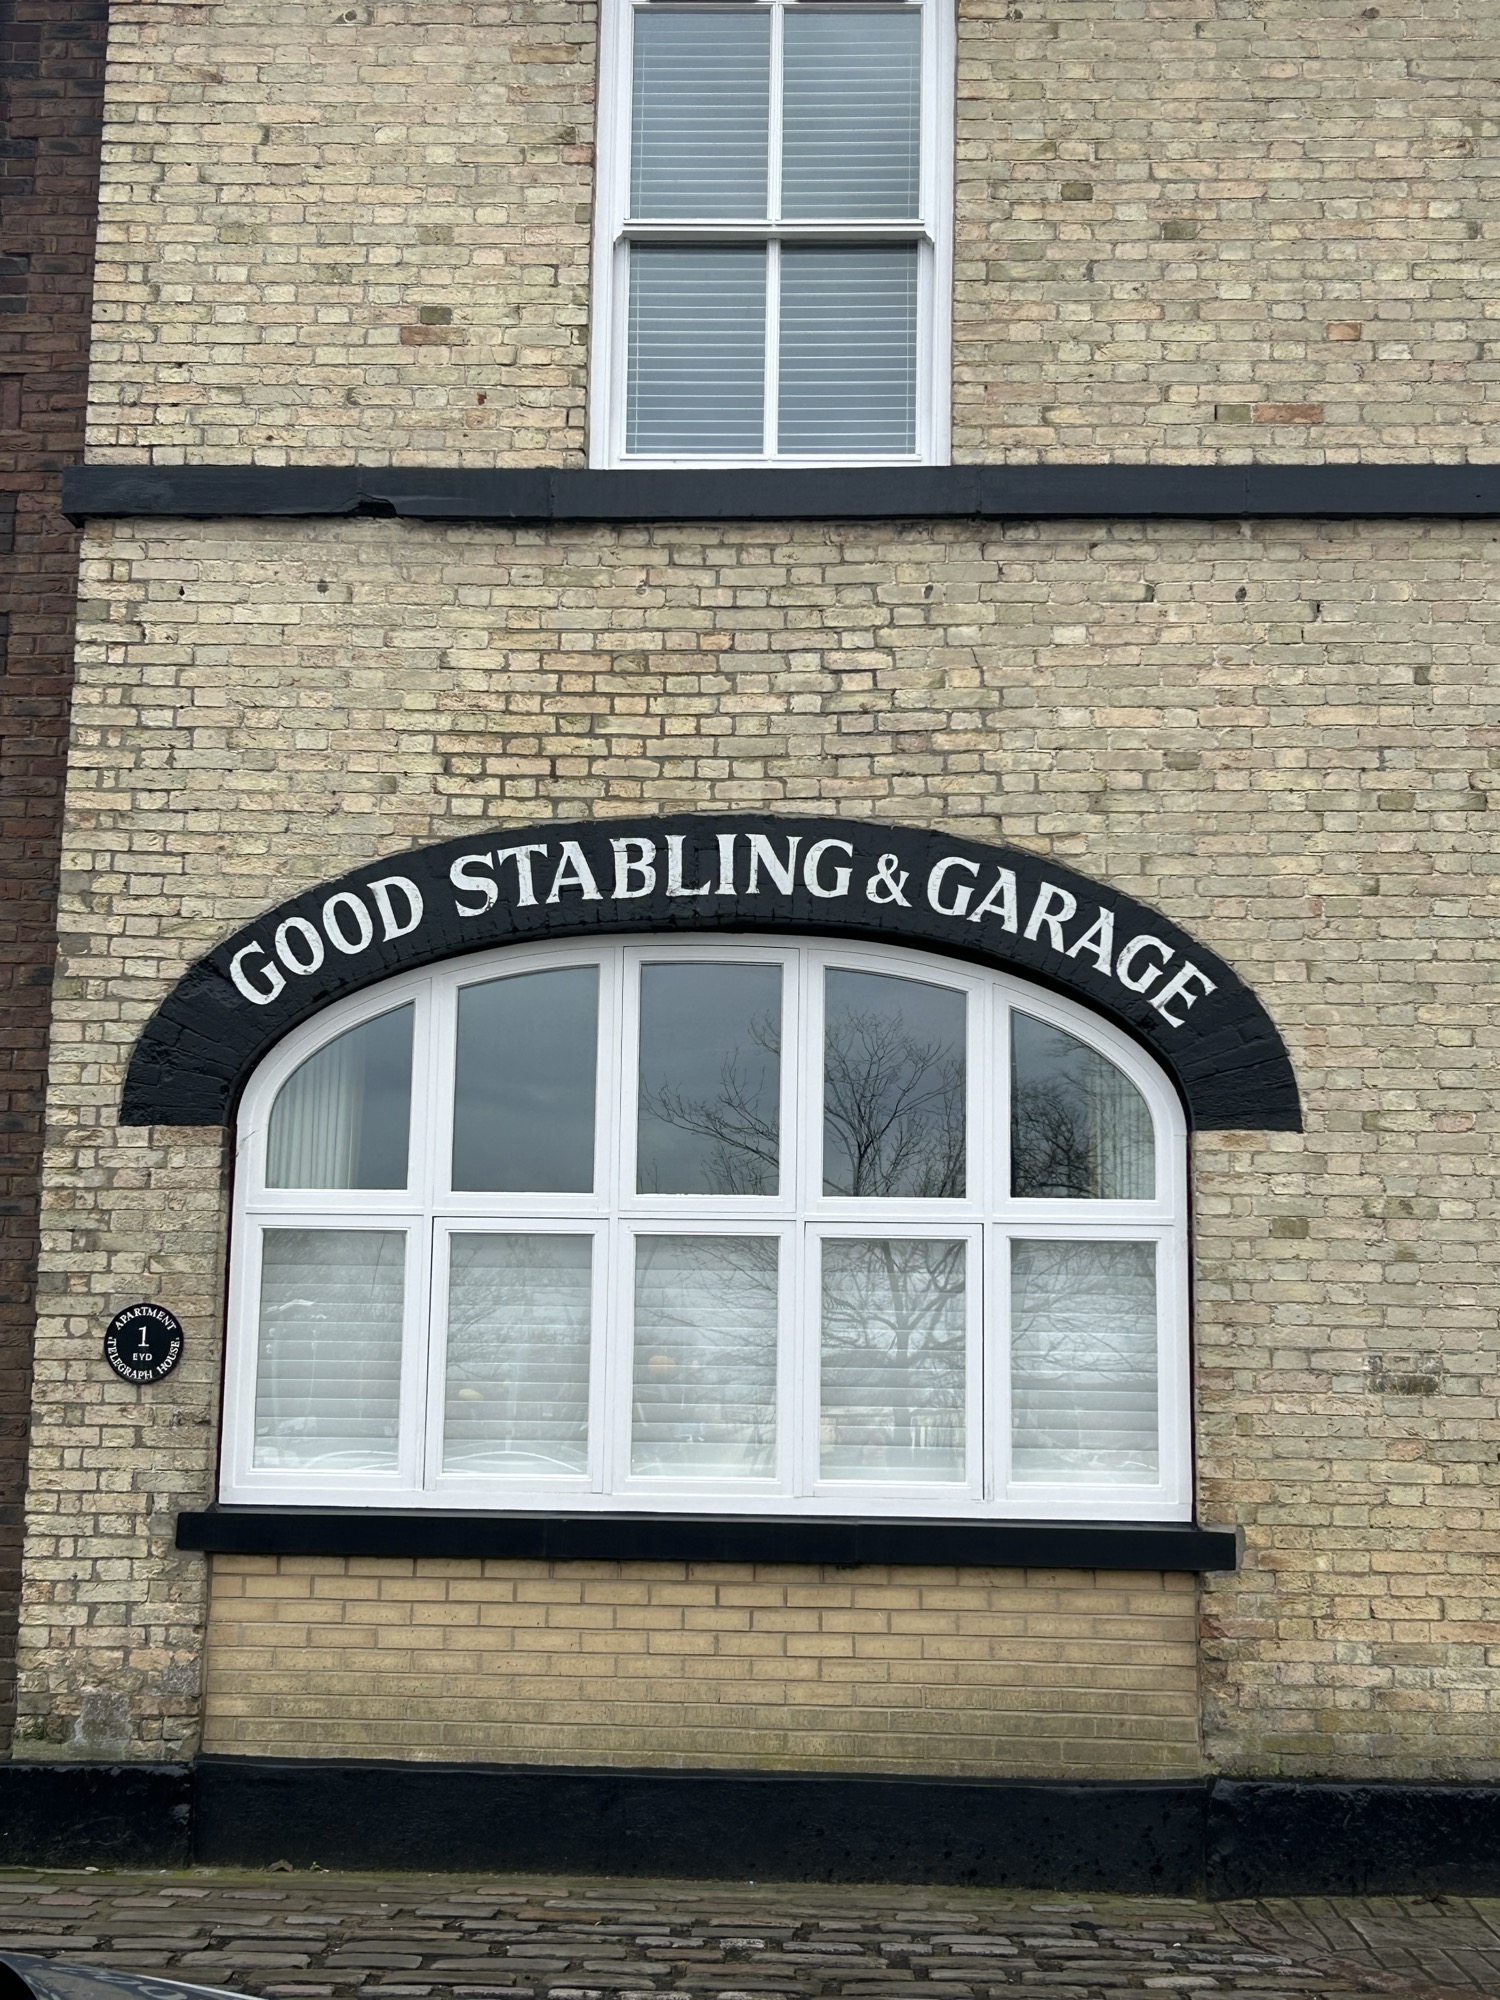 GOOD STABLING & GARAGE
APARTMENT
1
EYD
TELEGRAPH HOUSE